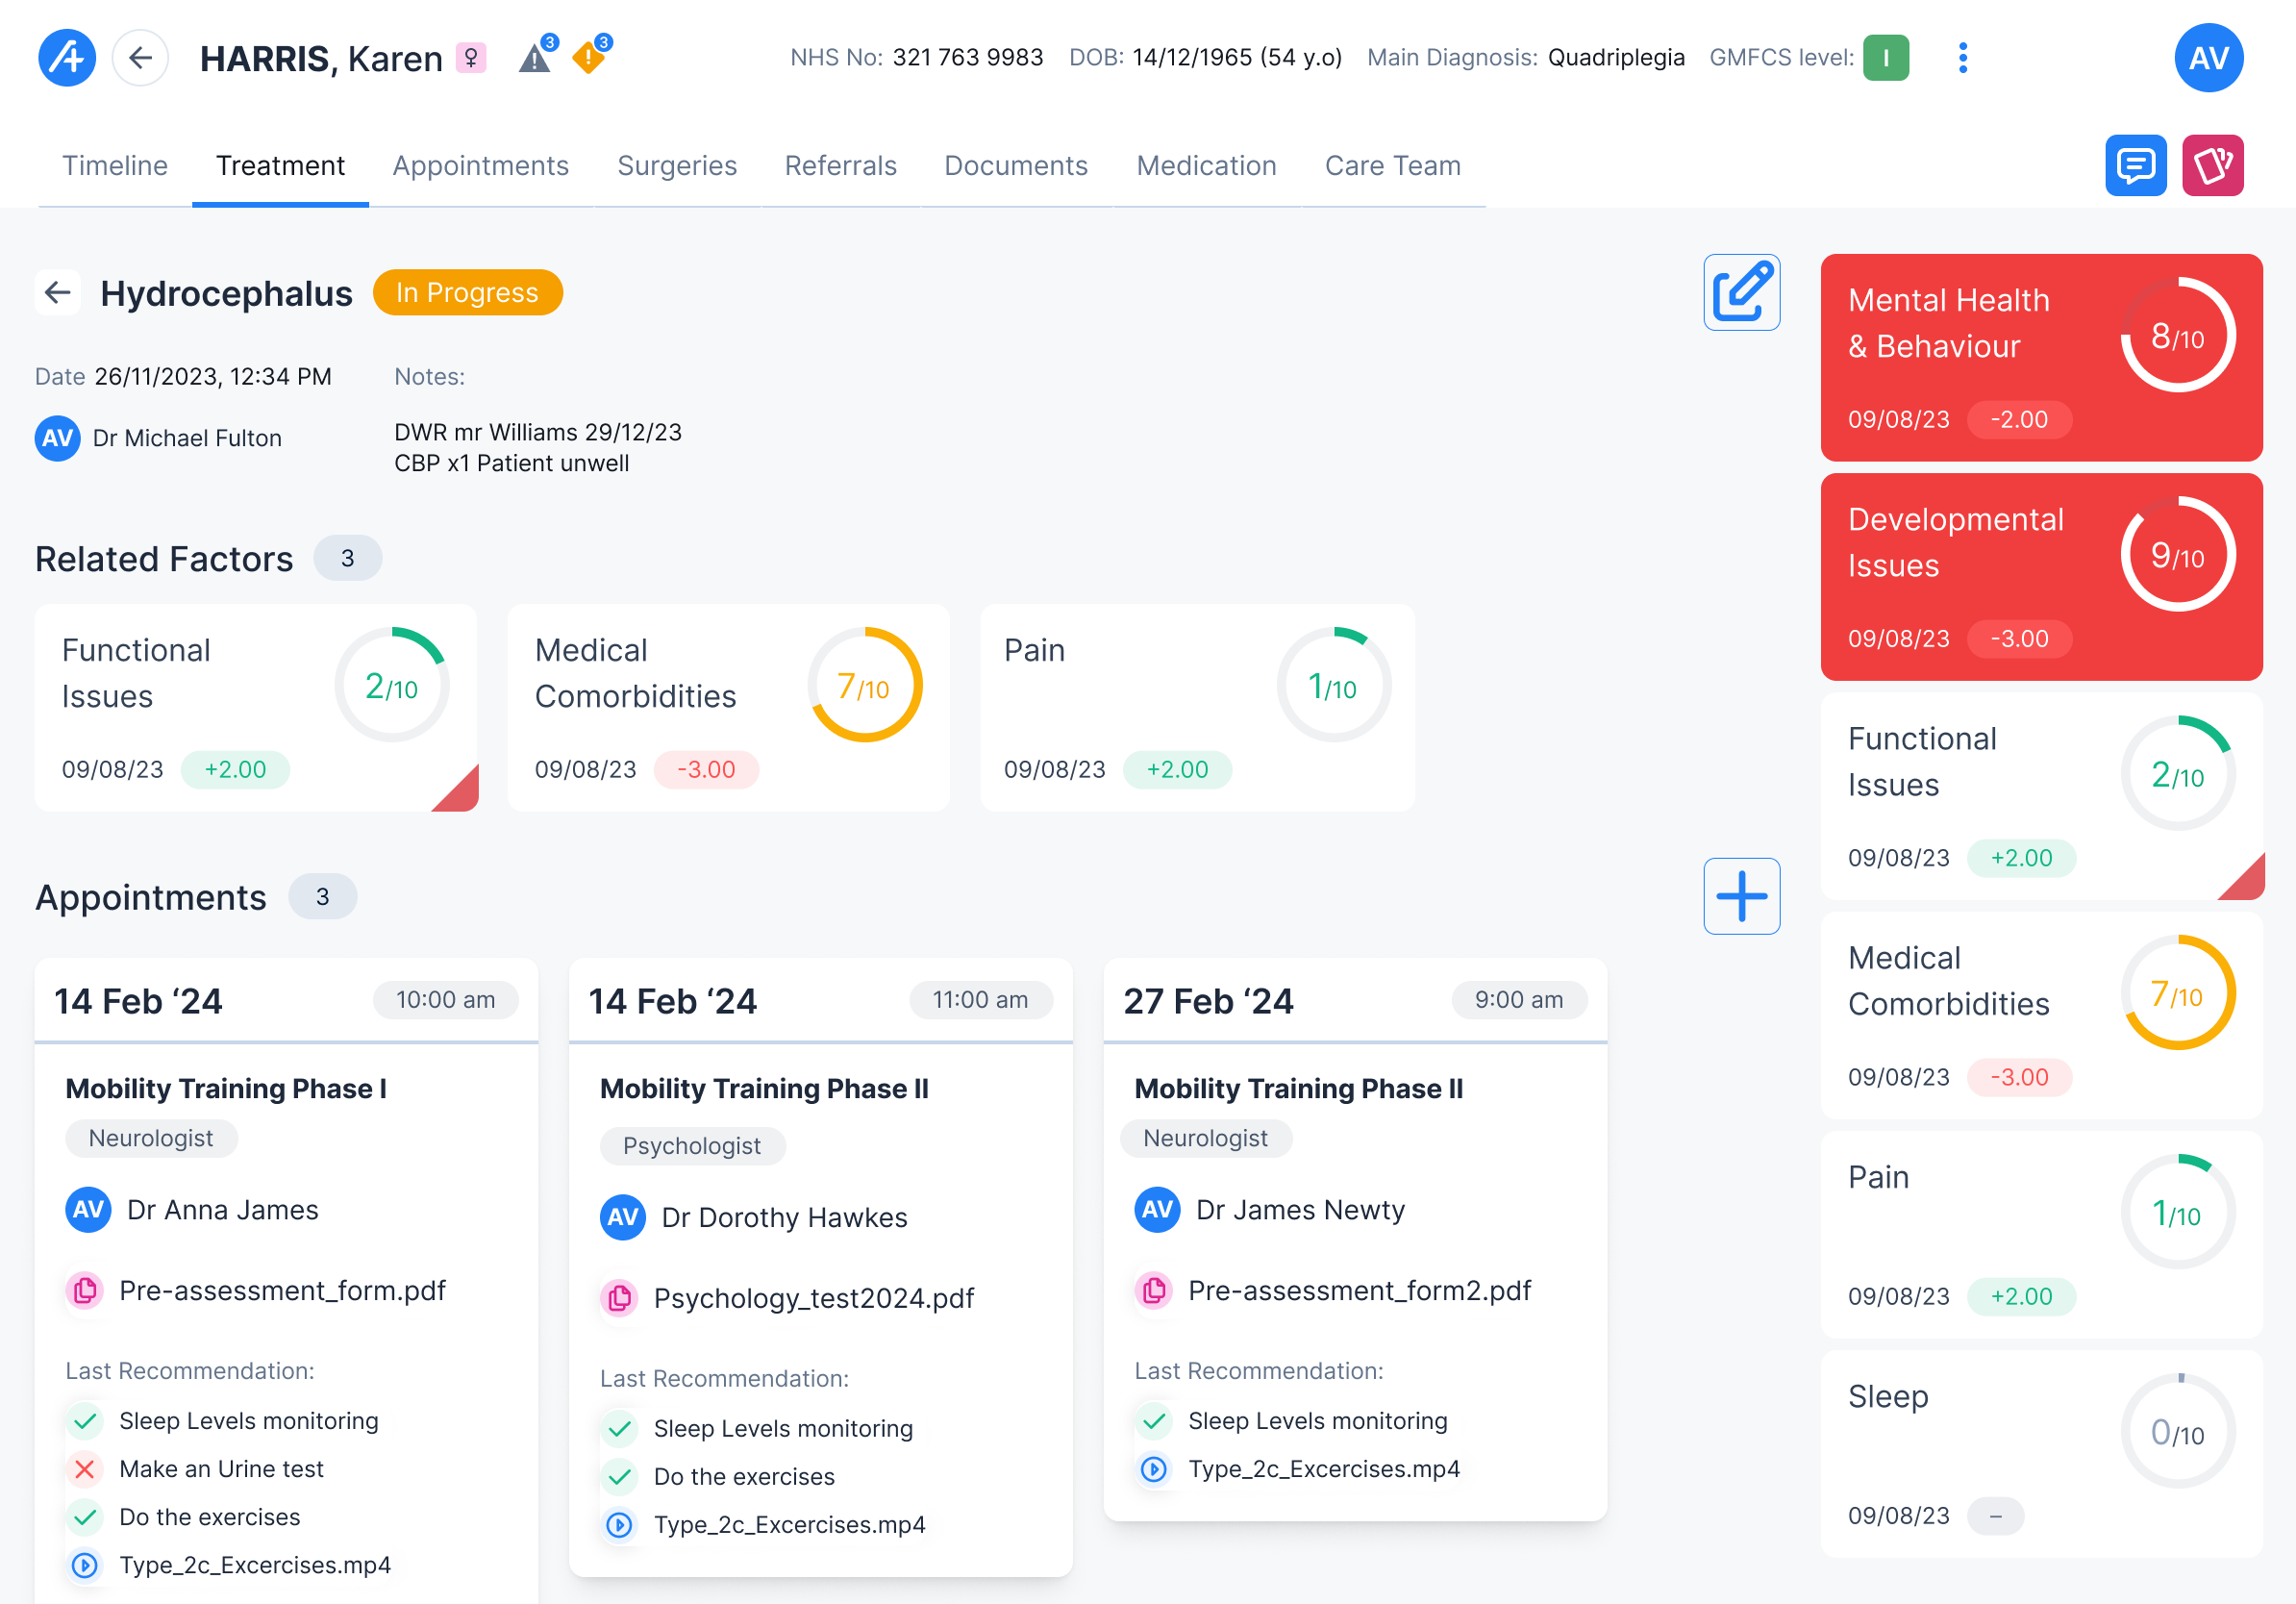 HARRIS, Karen
3
3
NHS No: 321 763 9983 DOB: 14/12/1965 (54 y.o) Main Diagnosis: Quadriplegia GMFCS level: I
AV
Timeline Treatment Appointments Surgeries Referrals Documents Medication Care Team
Hydrocephalus In Progress
Date 26/11/2023, 12:34 PM
AV Dr Michael Fulton
Notes:
DWR mr Williams 29/12/23
CBP x1 Patient unwell
Related Factors 3
Functional
Issues
2/10
09/08/23 +2.00
Medical
Comorbidities
7/10
09/08/23 -3.00
Pain
1/10
09/08/23 +2.00
Appointments 3
14 Feb ‘24 10:00 am
Mobility Training Phase I
Neurologist
AV Dr Anna James
Pre-assessment_form.pdf
Last Recommendation:
Sleep Levels monitoring
Make an Urine test
Do the exercises
Type_2c_Excercises.mp4
14 Feb ‘24 11:00 am
Mobility Training Phase II
Psychologist
AV Dr Dorothy Hawkes
Psychology_test2024.pdf
Last Recommendation:
Sleep Levels monitoring
Do the exercises
Type_2c_Excercises.mp4
27 Feb ‘24 9:00 am
Mobility Training Phase II
Neurologist
AV Dr James Newty
Pre-assessment_form2.pdf
Last Recommendation:
Sleep Levels monitoring
Type_2c_Excercises.mp4
Mental Health
& Behaviour
8/10
09/08/23 -2.00
Developmental
Issues
9/10
09/08/23 -3.00
Functional
Issues
2/10
09/08/23 +2.00
Medical
Comorbidities
7/10
09/08/23 -3.00
Pain
1/10
09/08/23 +2.00
Sleep
0/10
09/08/23 –